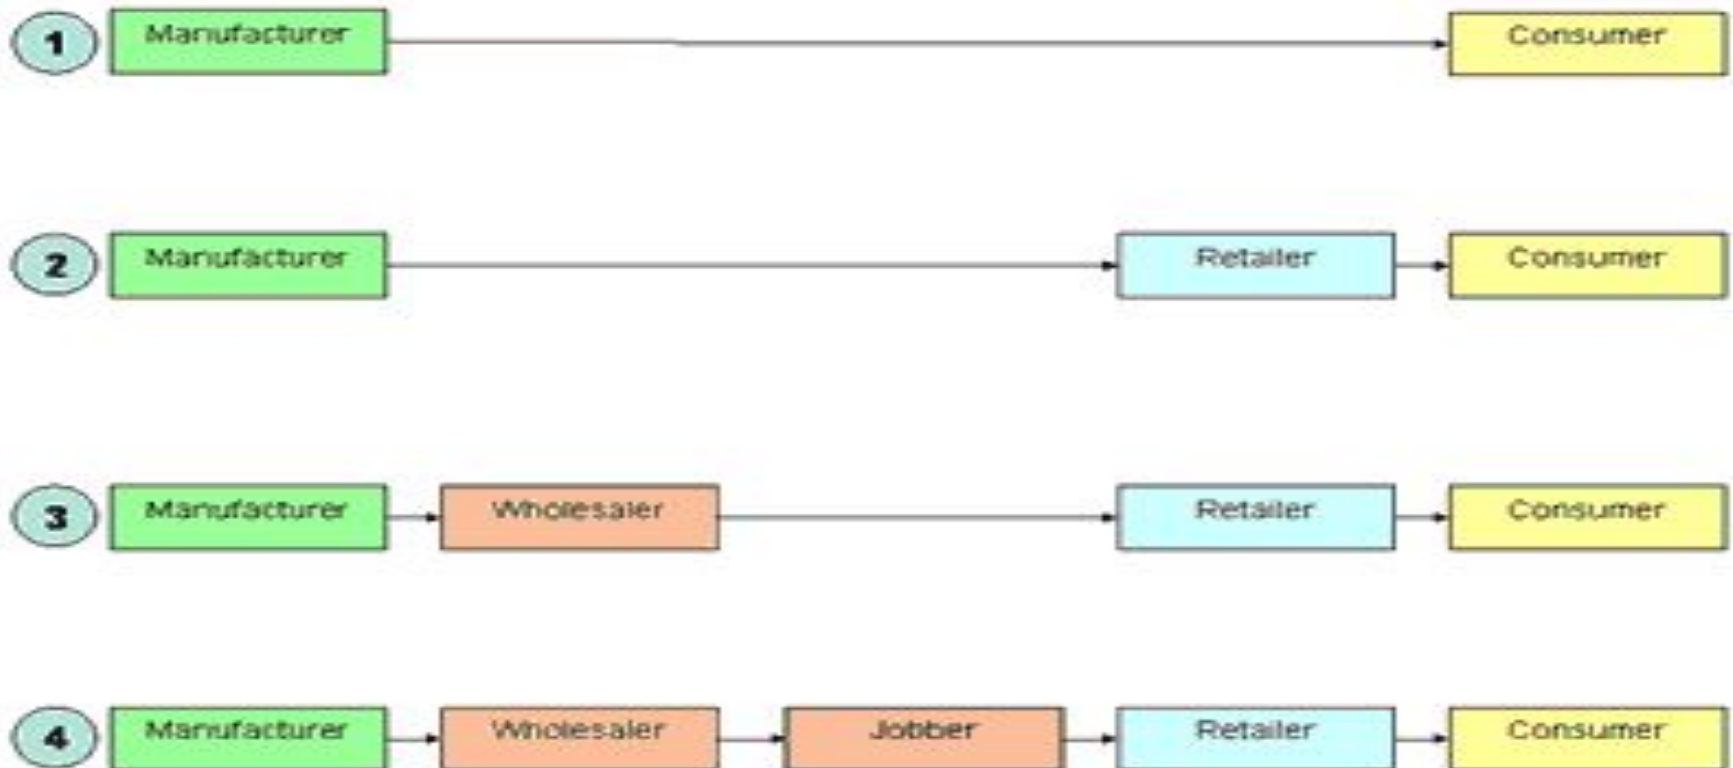 1 Manufacturer Consumer
2 Manufacturer Retailer Consumer
3 Manufacturer Wholesaler Retailer Consumer
4 Manufacturer Wholesaler Jobber Retailer Consumer